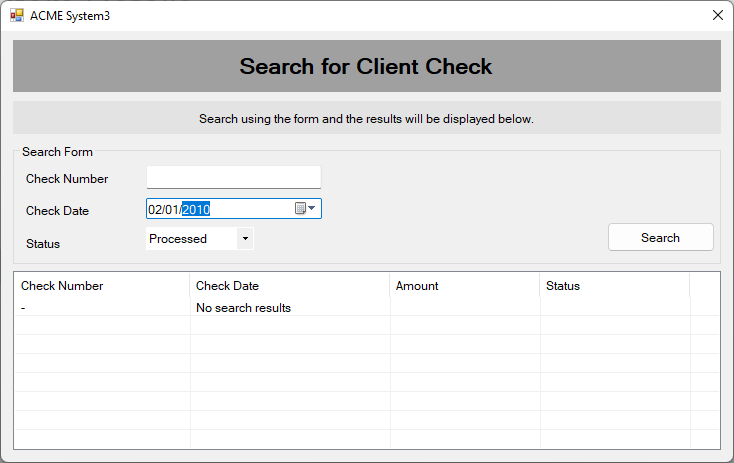 ACME System3
Search for Client Check
Search using the form and the results will be displayed below.
Search Form
Check Number
Check Date 02/01/2010
Status Processed Search
Check Number Check Date Amount Status
- No search results